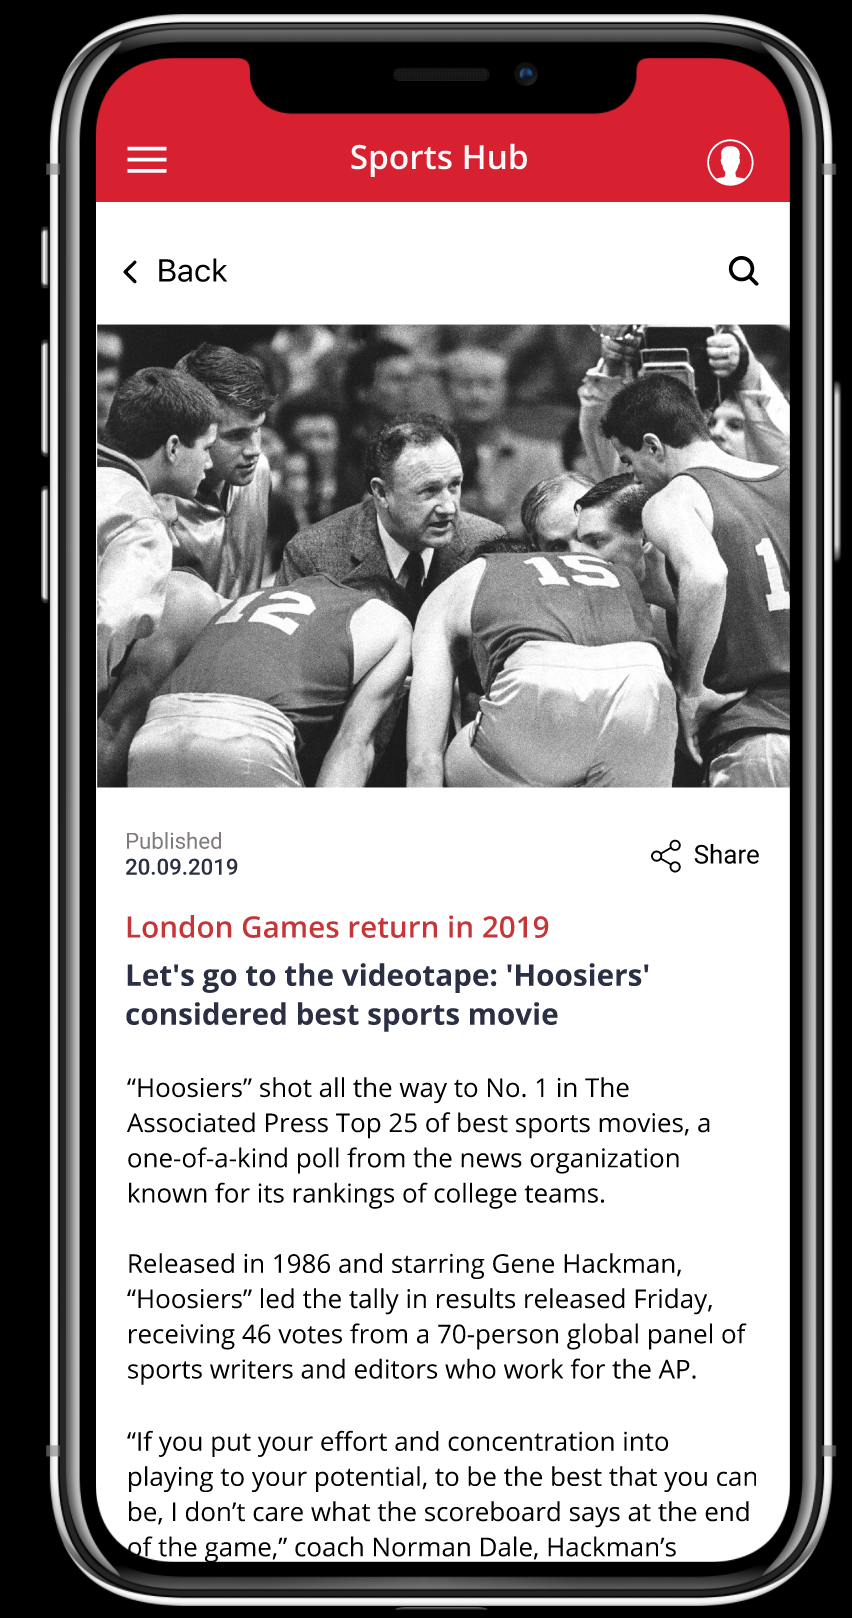 Sports Hub
Back
12
15
1
Published
20.09.2019
Share
London Games return in 2019
Let's go to the videotape: 'Hoosiers'
considered best sports movie
“Hoosiers” shot all the way to No. 1 in The
Associated Press Top 25 of best sports movies, a
one-of-a-kind poll from the news organization
known for its rankings of college teams.
Released in 1986 and starring Gene Hackman,
“Hoosiers” led the tally in results released Friday,
receiving 46 votes from a 70-person global panel of
sports writers and editors who work for the AP.
“If you put your effort and concentration into
playing to your potential, to be the best that you can
be, I don’t care what the scoreboard says at the end
of the game,” coach Norman Dale, Hackman’s